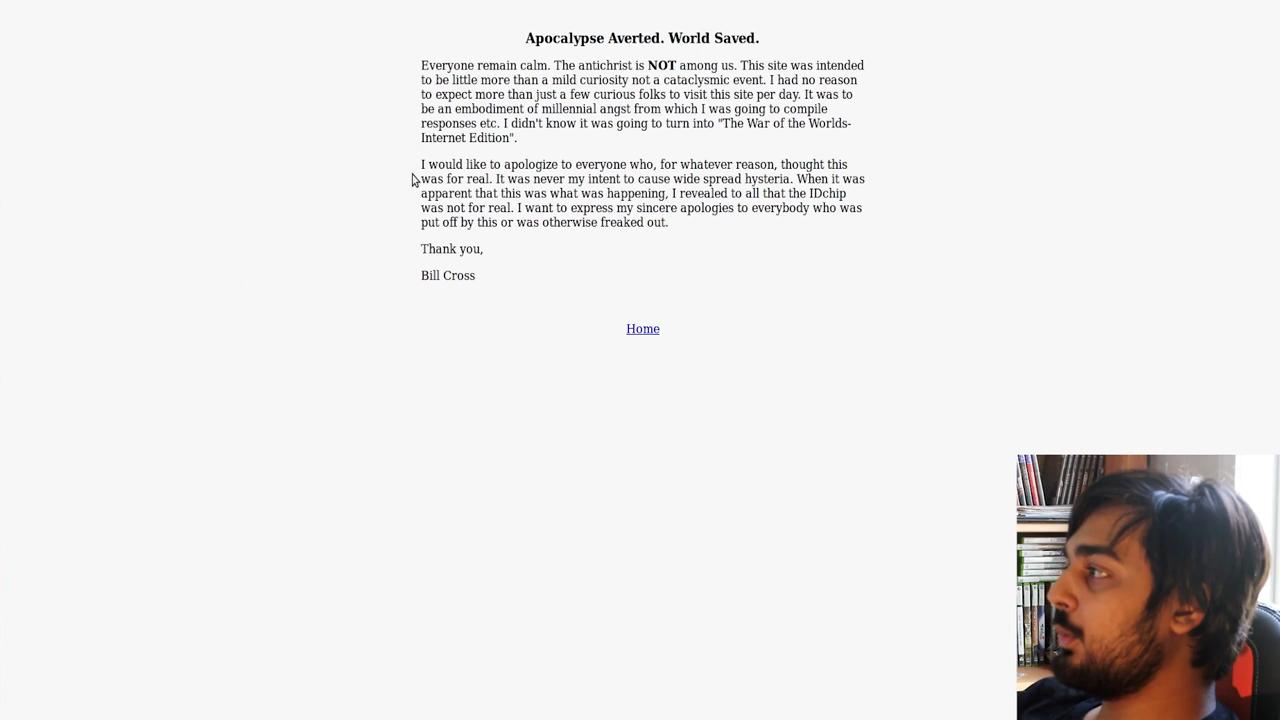 Apocalypse Averted. World Saved.
Everyone remain calm. The antichrist is NOT among us. This site was intended
to be little more than a mild curiosity not a cataclysmic event. I had no reason
to expect more than just a few curious folks to visit this site per day. It was to
be an embodiment of millennial angst from which I was going to compile
responses etc. I didn't know it was going to turn into "The War of the Worlds-
Internet Edition".
I would like to apologize to everyone who, for whatever reason, thought this
was for real. It was never my intent to cause wide spread hysteria. When it was
apparent that this was what was happening, I revealed to all that the IDchip
was not for real. I want to express my sincere apologies to everybody who was
put off by this or was otherwise freaked out.
Thank you,
Bill Cross
Home